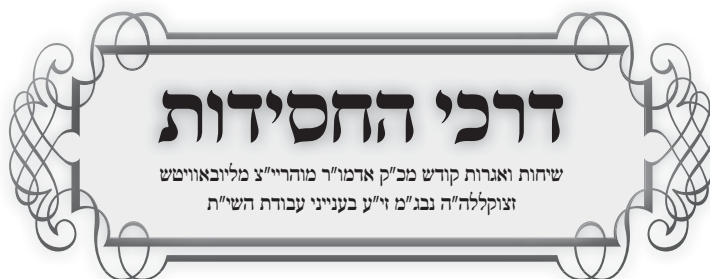 דרכי החסידות
שיחות ואגרות קודש מכ"ק אדמו"ר מוהריי"צ מליובאוויטש
זצוקללה"ה נבג"מ זי"ע בענייני עבודת השי"ת